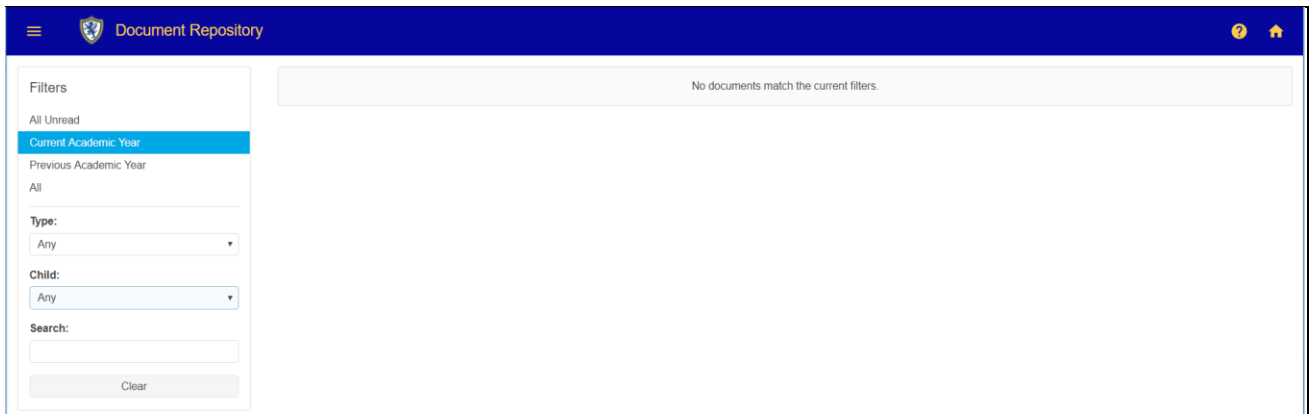 Document Repository
Filters
No documents match the current filters.
All Unread
Current Academic Year
Previous Academic Year
All
Type:
Any
Child:
Any
Search:
Clear